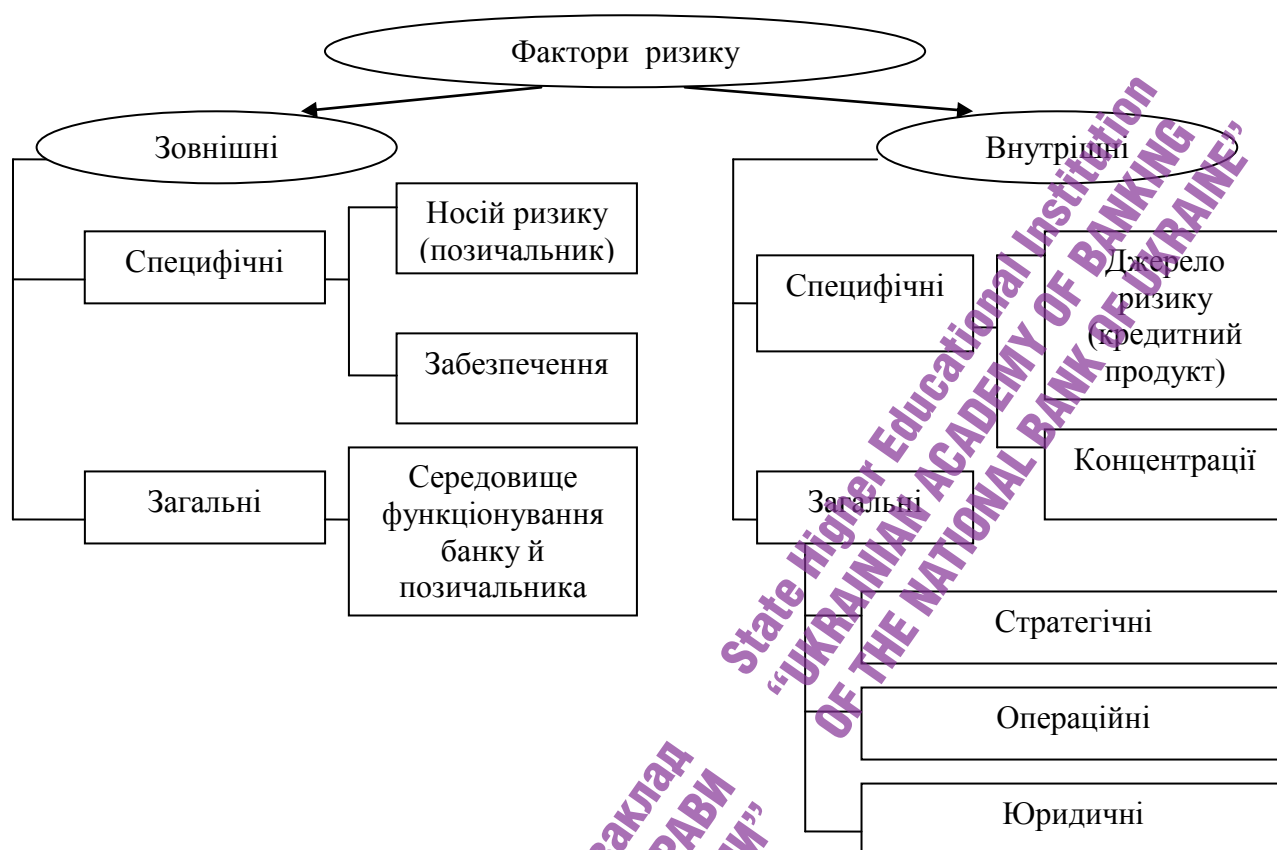 Фактори ризику
Зовнішні
Специфічні
Носій ризику
(позичальник)
Забезпечення
Загальні
Середовище
функціонування
банку й
позичальника
Внутрішні
Специфічні
Джерело
ризику
(кредитний
продукт)
Концентрації
Загальні
Стратегічні
Операційні
Юридичні
State Higher Educational Institution
“UKRAINIAN ACADEMY OF BANKING
OF THE NATIONAL BANK OF UKRAINE”